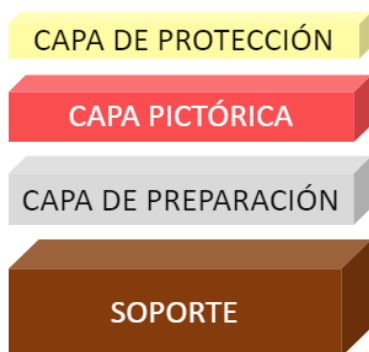 CAPA DE PROTECCIÓN
CAPA PICTÓRICA
CAPA DE PREPARACIÓN
SOPORTE